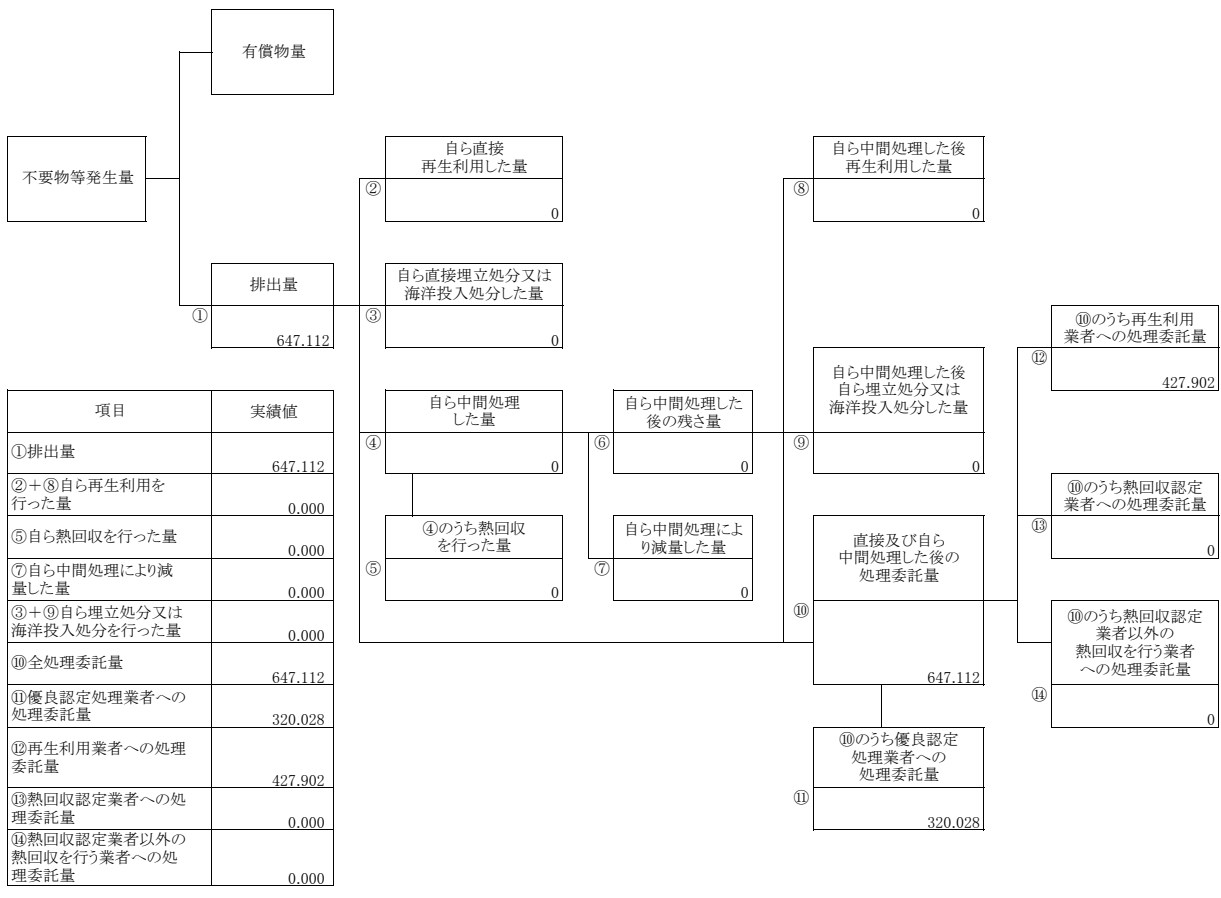 有償物量
不要物等発生量
排出量
①
647.112
自ら直接
再生利用した量
②
0
自ら直接埋立処分又は
海洋投入処分した量
③
0
自ら中間処理
した量
④
0
④のうち熱回収
を行った量
⑤
0
自ら中間処理した
後の残さ量
⑥
0
自ら中間処理によ
り減量した量
⑦
0
自ら中間処理した後
再生利用した量
⑧
0
自ら中間処理した後
自ら埋立処分又は
海洋投入処分した量
⑨
0
直接及び自ら
中間処理した後の
処理委託量
⑩
647.112
⑩のうち優良認定
処理業者への
処理委託量
⑪
320.028
⑩のうち再生利用
業者への処理委託量
⑫
427.902
⑩のうち熱回収認定
業者への処理委託量
⑬
0
⑩のうち熱回収認定
業者以外の
熱回収を行う業者
への処理委託量
⑭
0
項目 実績値
①排出量
647.112
②＋⑧自ら再生利用を
行った量
0.000
⑤自ら熱回収を行った量
0.000
⑦自ら中間処理により減
量した量
0.000
③＋⑨自ら埋立処分又は
海洋投入処分を行った量
0.000
⑩全処理委託量
647.112
⑪優良認定処理業者への
処理委託量
320.028
⑫再生利用業者への処理
委託量
427.902
⑬熱回収認定業者への処
理委託量
0.000
⑭熱回収認定業者以外の
熱回収を行う業者への処
理委託量
0.000